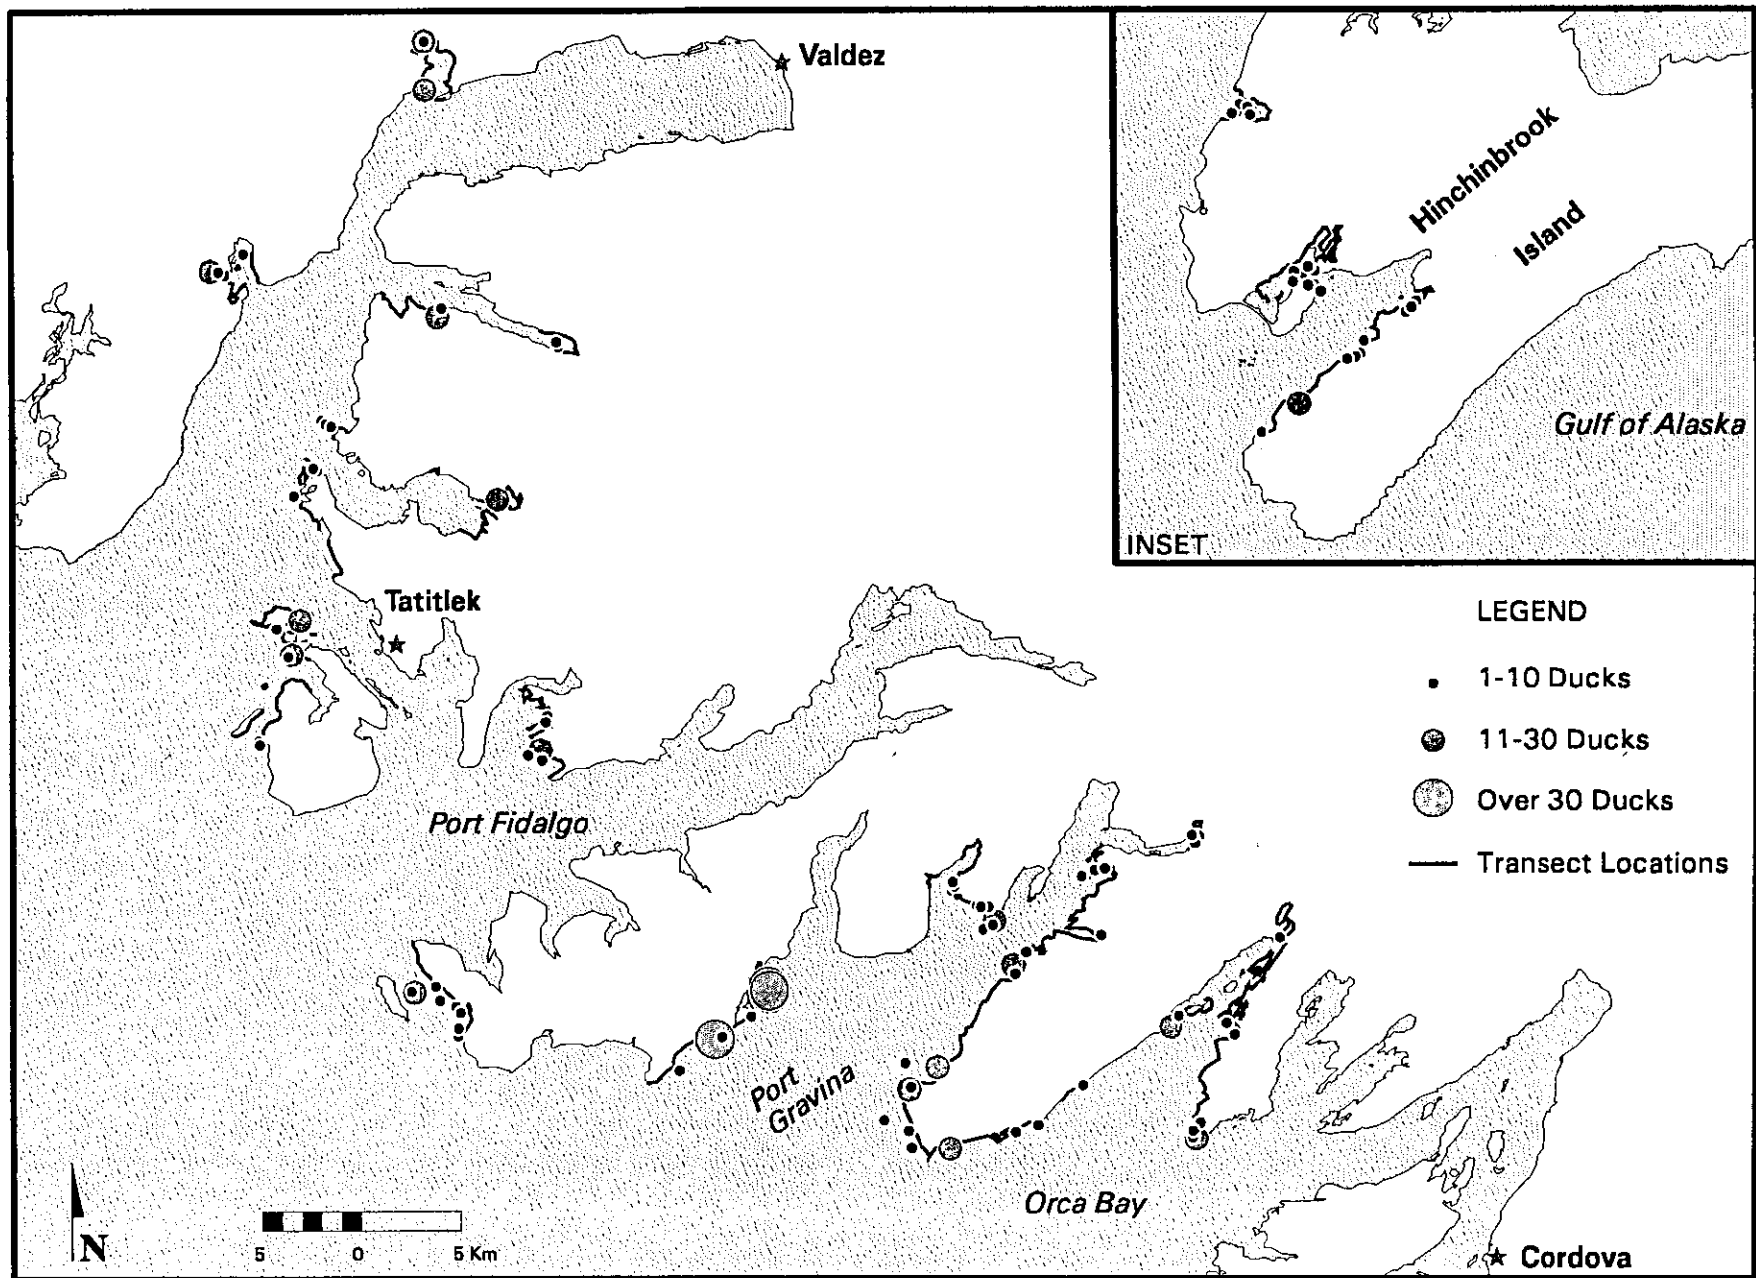 Valdez
Hinchinbrook
Island
Gulf of Alaska
INSET
Tatitlek
LEGEND
1-10 Ducks
11-30 Ducks
Over 30 Ducks
Transect Locations
Port Fidalgo
Port
Gravina
Orca Bay
N
5 0 5 Km
Cordova